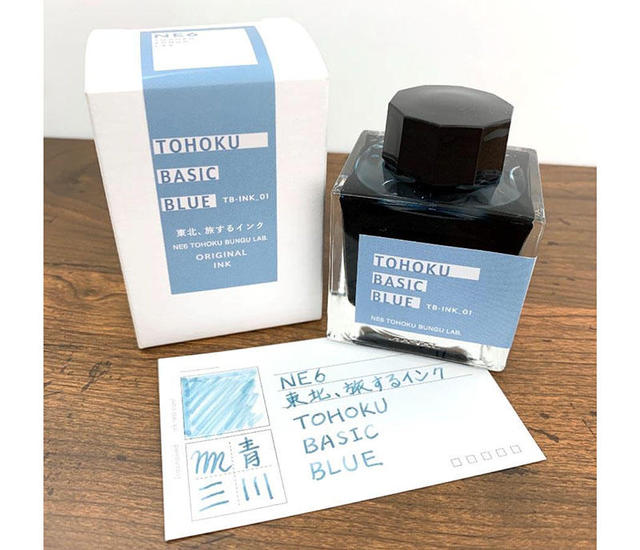 NE6
TOHOKU
BASIC
BLUE TB-INK_01
東北、旅するインク
NE6 TOHOKU BUNGU LAB.
ORIGINAL
INK
TOHOKU
BASIC
BLUE TB-INK_01
NE6 TOHOKU BUNGU LAB.
NE6
東北、旅するインク
TOHOKU
BASIC
BLUE
青
三 川